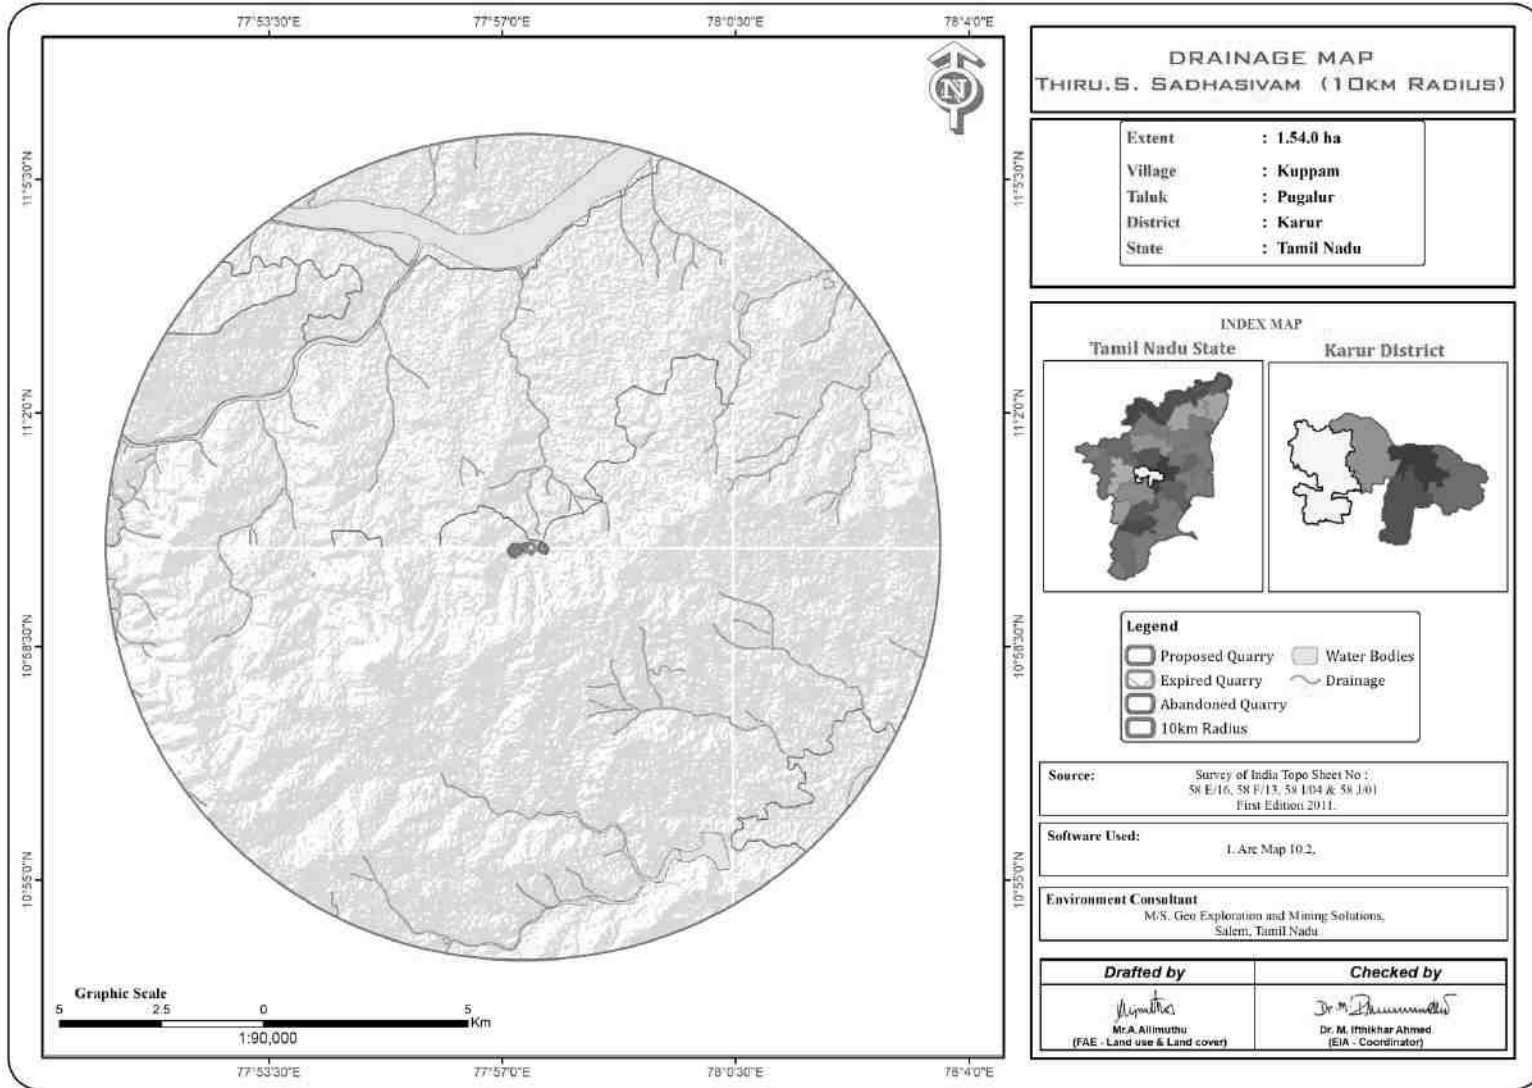 77°53'30"E 77°57'0"E 78°0'30"E 78°4'0"E
N
11°5'30"N 11°5'30"N
11°2'0"N 11°2'0"N
10°58'30"N 10°58'30"N
10°55'0"N 10°55'0"N
Graphic Scale
5 2.5 0 5
Km
1:90,000
77°53'30"E 77°57'0"E 78°0'30"E 78°4'0"E
DRAINAGE MAP
THIRU.S. SADHASIVAM (10KM RADIUS)
Extent : 1.54.0 ha
Village : Kuppam
Taluk : Pugalur
District : Karur
State : Tamil Nadu
INDEX MAP
Tamil Nadu State Karur District
Legend
Proposed Quarry Water Bodies
Expired Quarry Drainage
Abandoned Quarry
10km Radius
Source: Survey of India Topo Sheet No :
58 E/16, 58 F/13, 58 I/04 & 58 J/01
First Edition 2011.
Software Used:
1. Arc Map 10.2,
Environment Consultant
M/S. Geo Exploration and Mining Solutions,
Salem, Tamil Nadu
Drafted by Checked by
Mr.A.Allimuthu Dr. M. Ifthikhar Ahmed
(FAE - Land use & Land cover) (EIA - Coordinator)